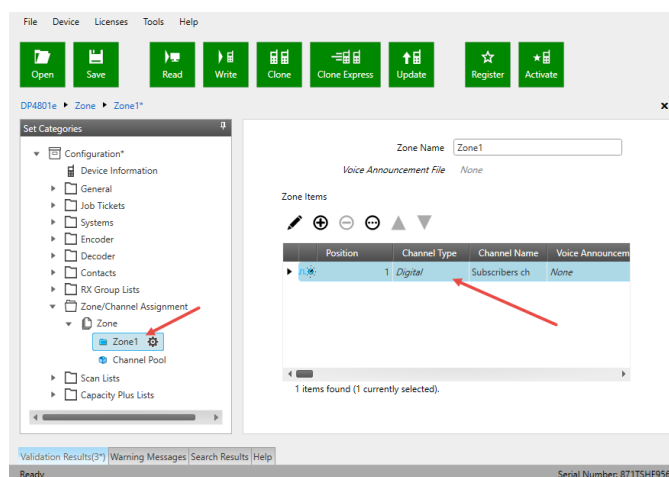 File Device Licenses Tools Help
Open Save Read Write Clone Clone Express Update Register Activate
DP4801e Zone Zone1*
Set Categories
Configuration*
Device Information
General
Job Tickets
Systems
Encoder
Decoder
Contacts
RX Group Lists
Zone/Channel Assignment
Zone
Zone1
Channel Pool
Scan Lists
Capacity Plus Lists
Zone Name Zone1
Voice Announcement File None
Zone Items
Position Channel Type Channel Name Voice Announcem
1 Digital Subscribers ch None
1 items found (1 currently selected).
Validation Results(3*) Warning Messages Search Results Help
Ready Serial Number: 871TSHF956